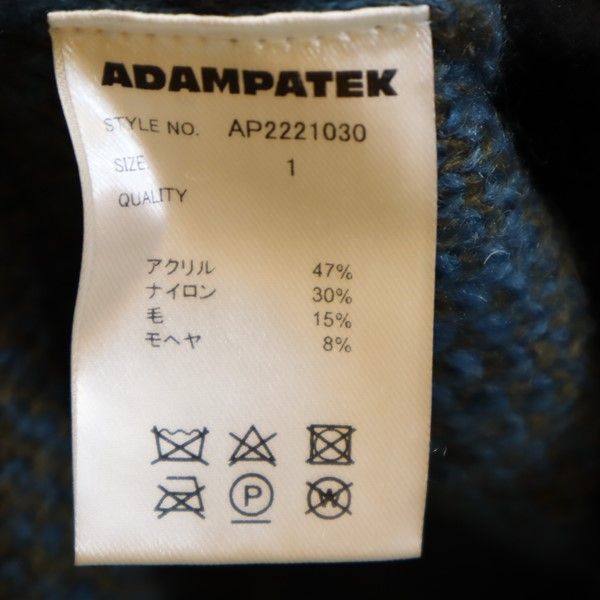 ADAMPATEK
STYLE NO. AP2221030
SIZE. 1
QUALITY
アクリル 47%
ナイロン 30%
毛 15%
モヘヤ 8%
P W